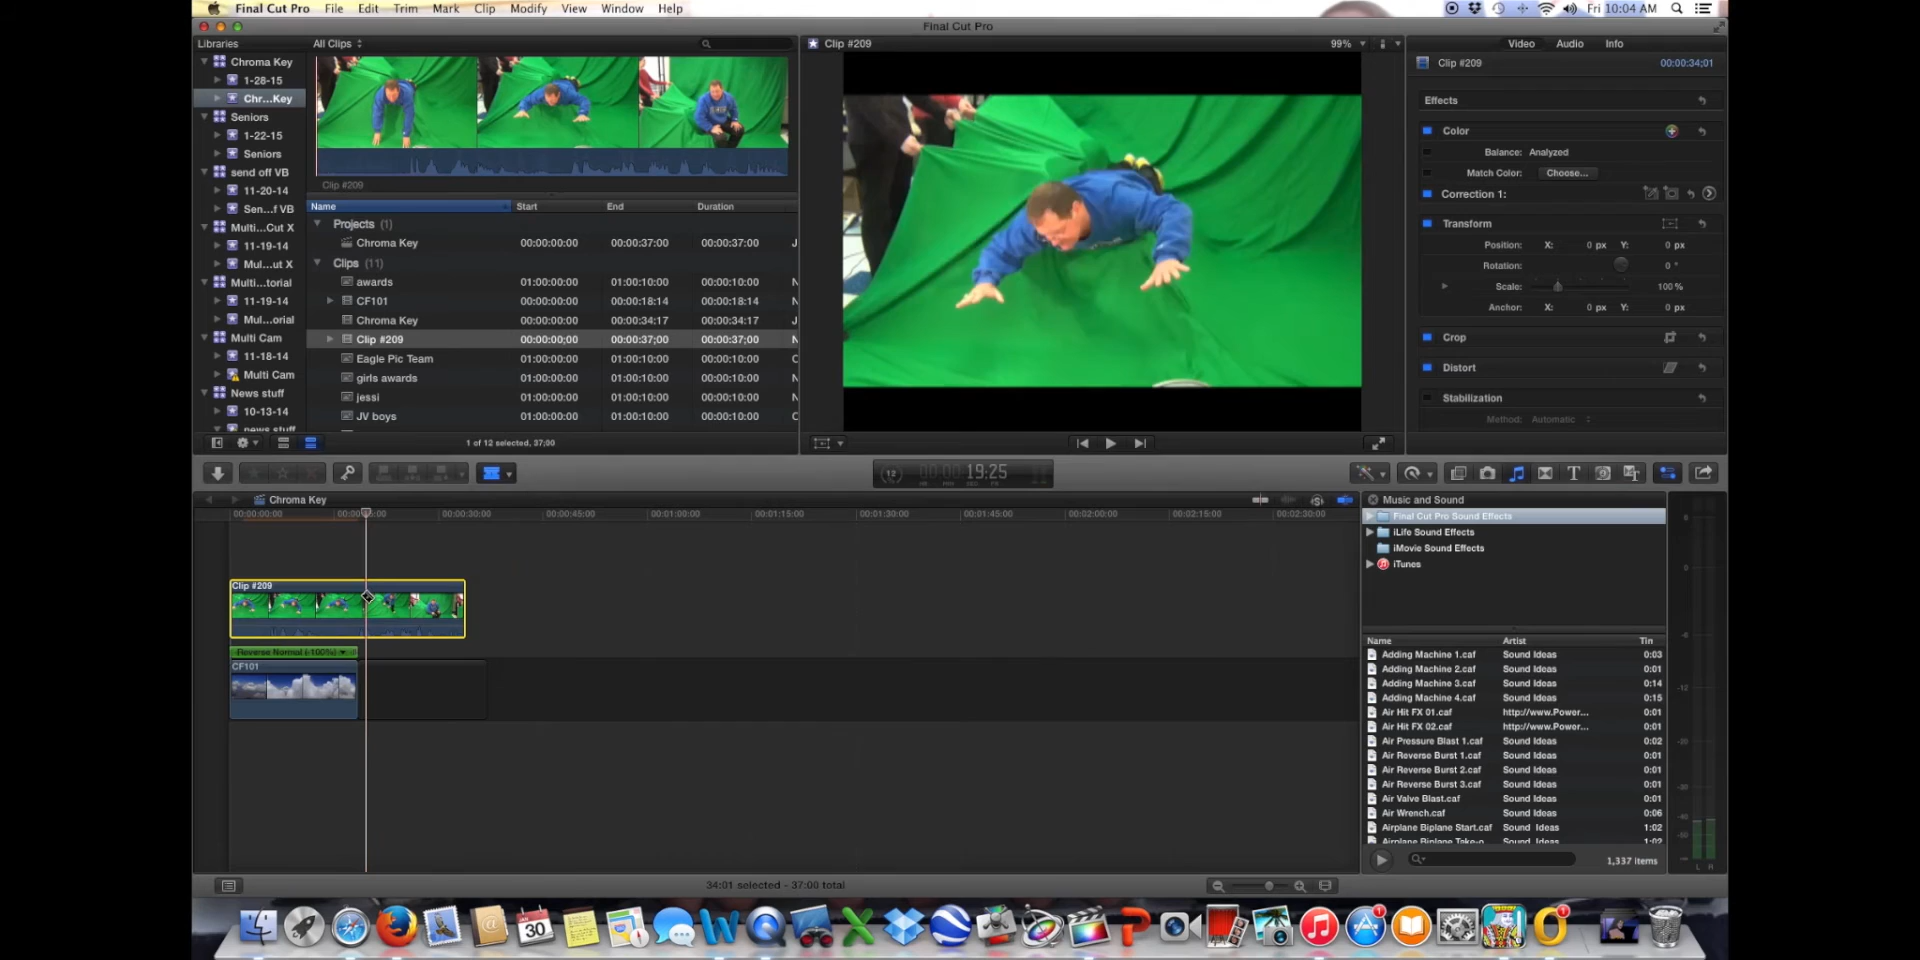 Final Cut Pro File Edit Trim Mark Clip Modify View Window Help Fri 10:04 AM
Final Cut Pro
Libraries All Clips Clip #209 99% Video Audio Info
Chroma Key
1-28-15
Chr...Key
Seniors
1-22-15
Seniors
send off VB
11-20-14
Sen...f VB
Multi...Cut X
11-19-14
Mul...ut X
Multi...torial
11-19-14
Mul...orial
Multi Cam
11-18-14
Multi Cam
News stuff
10-13-14
news stuff
Clip #209
Name Start End Duration
Projects (1)
Chroma Key 00:00:00:00 00:00:37:00 00:00:37:00 J
Clips (11)
awards 01:00:00:00 01:00:10:00 00:00:10:00 N
CF101 00:00:00:00 00:00:18:14 00:00:18:14 J
Chroma Key 00:00:00:00 00:00:34:17 00:00:34:17 J
Clip #209 00:00:00;00 00:00:37;00 00:00:37;00 N
Eagle Pic Team 01:00:00:00 01:00:10:00 00:00:10:00 C
girls awards 01:00:00:00 01:00:10:00 00:00:10:00 N
jessi 01:00:00:00 01:00:10:00 00:00:10:00 N
JV boys 01:00:00:00 01:00:10:00 00:00:10:00 C
1 of 12 selected, 37;00
Clip #209 00:00:34;01
Effects
Color
Balance: Analyzed
Match Color: Choose...
Correction 1:
Transform
Position: X: 0 px Y: 0 px
Rotation: 0 °
Scale: 100 %
Anchor: X: 0 px Y: 0 px
Crop
Distort
Stabilization
Method: Automatic
12 19:25
Chroma Key
00:00:00:00 00:00:30:00 00:00:45:00 00:01:00:00 00:01:15:00 00:01:30:00 00:01:45:00 00:02:00:00 00:02:15:00 00:02:30:00
Clip #209
Reverse Normal (-100%)
CF101
Music and Sound
Final Cut Pro Sound Effects
iLife Sound Effects
iMovie Sound Effects
iTunes
Name Artist Tin
Adding Machine 1.caf Sound Ideas 0:03
Adding Machine 2.caf Sound Ideas 0:01
Adding Machine 3.caf Sound Ideas 0:14
Adding Machine 4.caf Sound Ideas 0:15
Air Hit FX 01.caf http://www.Power... 0:01
Air Hit FX 02.caf http://www.Power... 0:01
Air Pressure Blast 1.caf Sound Ideas 0:02
Air Reverse Burst 1.caf Sound Ideas 0:01
Air Reverse Burst 2.caf Sound Ideas 0:01
Air Reverse Burst 3.caf Sound Ideas 0:01
Air Valve Blast.caf Sound Ideas 0:01
Air Wrench.caf Sound Ideas 0:06
Airplane Biplane Start.caf Sound Ideas 1:02
Airplane Biplane Take-o Sound Ideas 1:02
1,337 items
34:01 selected - 37:00 total
JAN
30
1
1